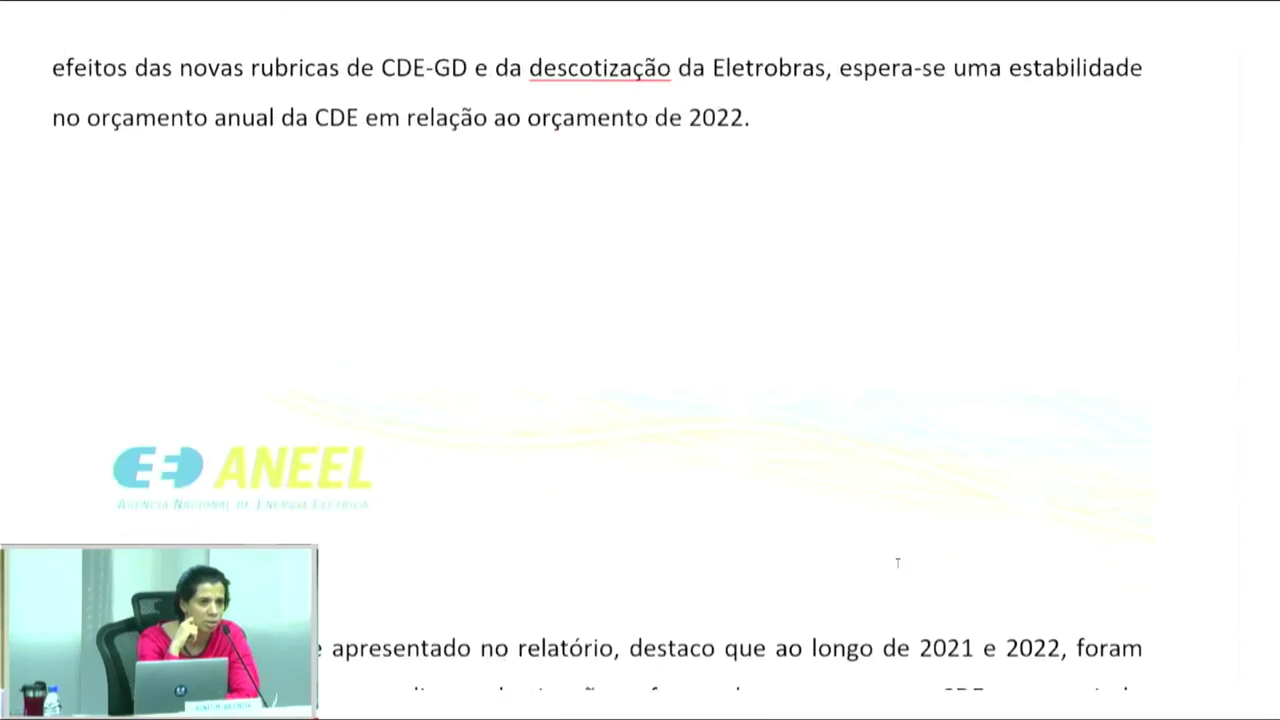 efeitos das novas rubricas de CDE-GD e da descotização da Eletrobras, espera-se uma estabilidade
no orçamento anual da CDE em relação ao orçamento de 2022.
ANEEL
AGÊNCIA NACIONAL DE ENERGIA ELÉTRICA
apresentado no relatório, destaco que ao longo de 2021 e 2022, foram